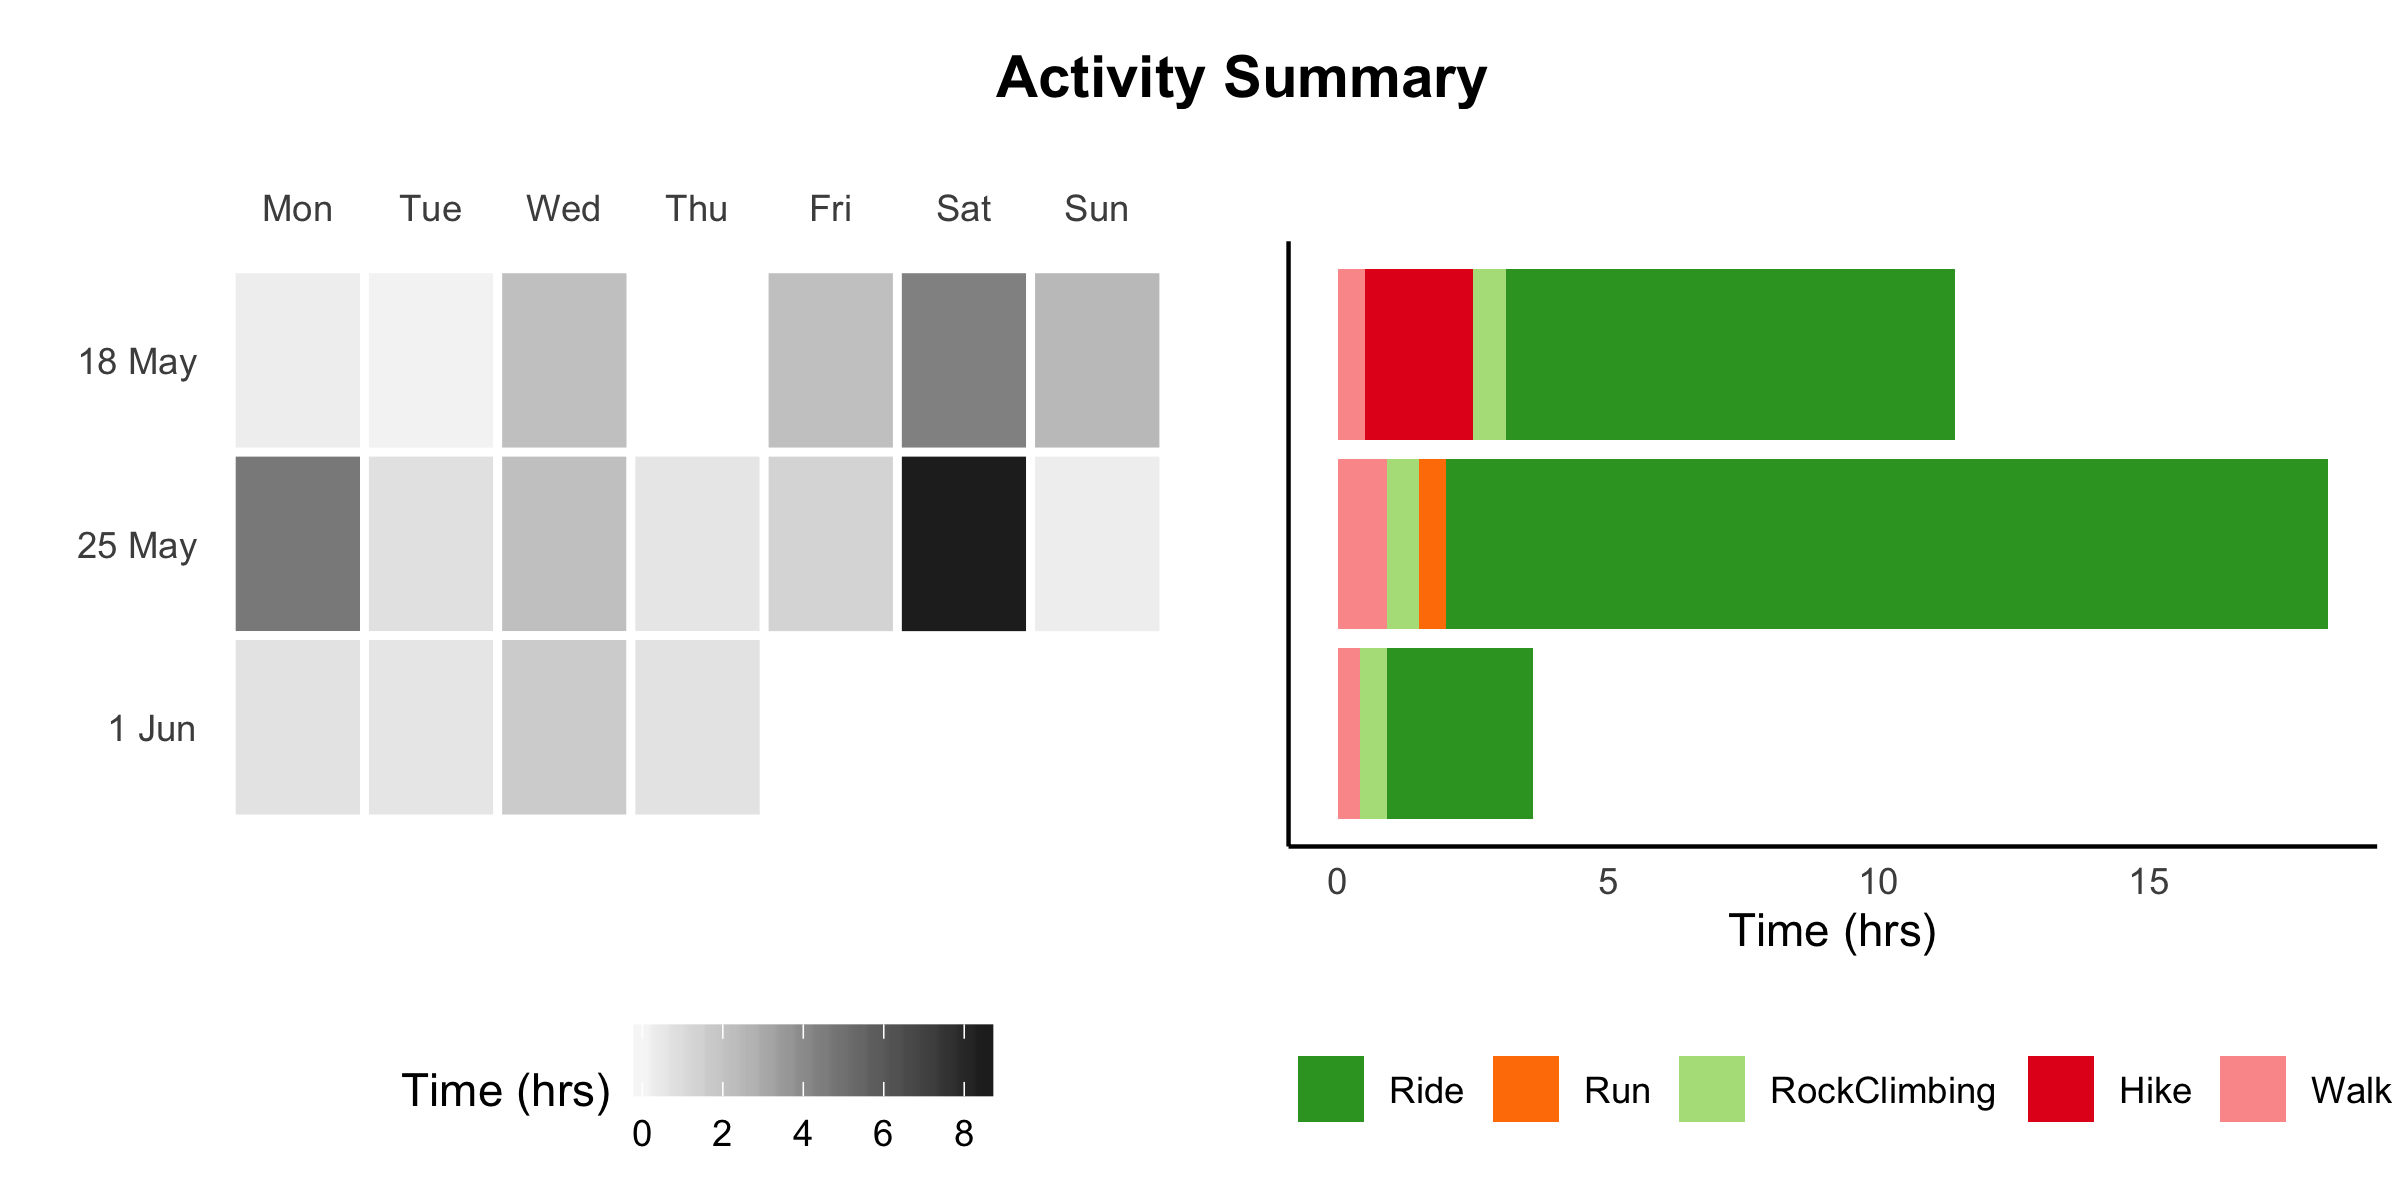 Activity Summary
Mon Tue Wed Thu Fri Sat Sun
18 May
25 May
1 Jun
0 5 10 15
Time (hrs)
Time (hrs)
0 2 4 6 8
Ride Run RockClimbing Hike Walk